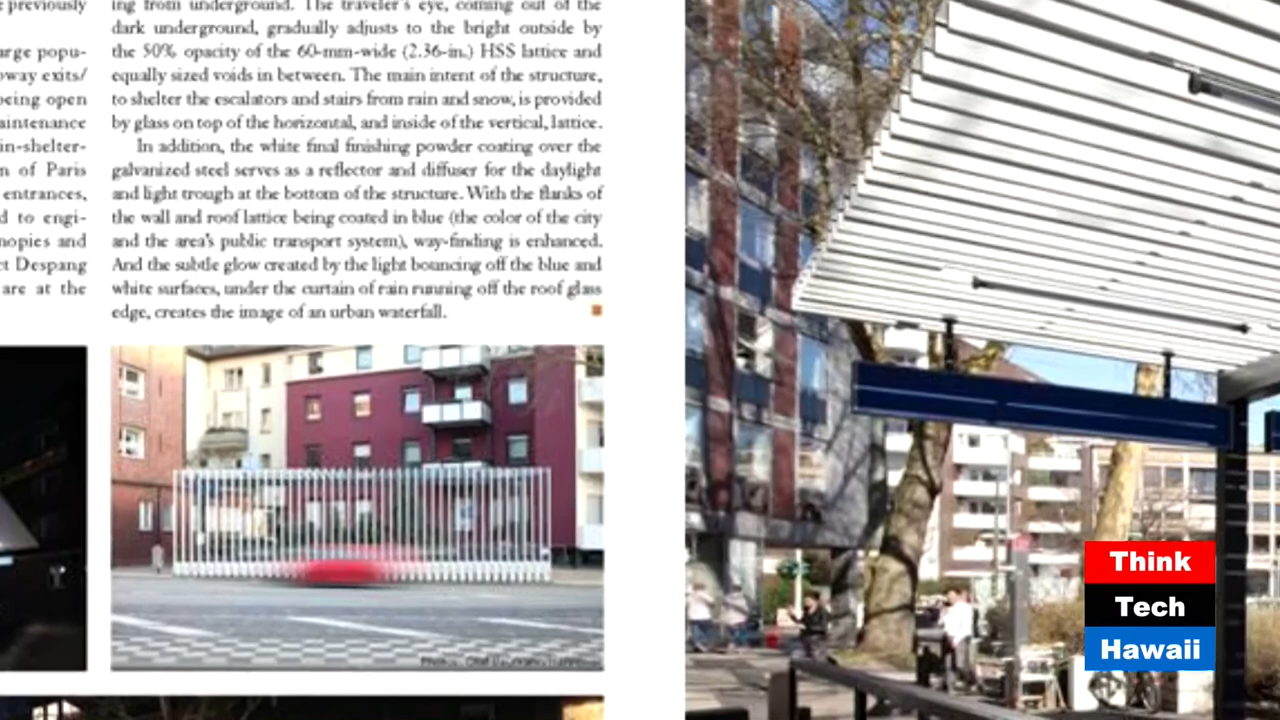 previously
arge popu-
oway exits/
being open
aintenance
in-shelter-
n of Paris
entrances,
d to engi-
nopies and
ct Despang
are at the
ing from underground. The traveler's eye, coming out of the
dark underground, gradually adjusts to the bright outside by
the 50% opacity of the 60-mm-wide (2.36-in.) HSS lattice and
equally sized voids in between. The main intent of the structure,
to shelter the escalators and stairs from rain and snow, is provided
by glass on top of the horizontal, and inside of the vertical, lattice.
In addition, the white final finishing powder coating over the
galvanized steel serves as a reflector and diffuser for the daylight
and light trough at the bottom of the structure. With the flanks of
the wall and roof lattice being coated in blue (the color of the city
and the area's public transport system), way-finding is enhanced.
And the subtle glow created by the light bouncing off the blue and
white surfaces, under the curtain of rain running off the roof glass
edge, creates the image of an urban waterfall.
Think
Tech
Hawaii